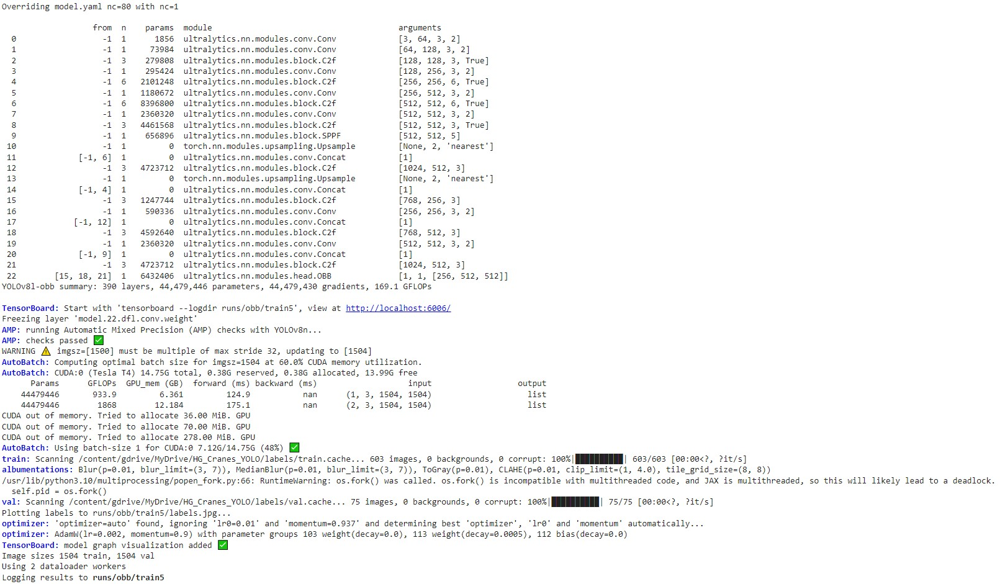 Overriding model.yaml nc=80 with nc=1
from n params module arguments
0 -1 1 1856 ultralytics.nn.modules.conv.Conv [3, 64, 3, 2]
1 -1 1 73984 ultralytics.nn.modules.conv.Conv [64, 128, 3, 2]
2 -1 3 279808 ultralytics.nn.modules.block.C2f [128, 128, 3, True]
3 -1 1 295424 ultralytics.nn.modules.conv.Conv [128, 256, 3, 2]
4 -1 6 2101248 ultralytics.nn.modules.block.C2f [256, 256, 6, True]
5 -1 1 1180672 ultralytics.nn.modules.conv.Conv [256, 512, 3, 2]
6 -1 6 8396800 ultralytics.nn.modules.block.C2f [512, 512, 6, True]
7 -1 1 2360320 ultralytics.nn.modules.conv.Conv [512, 512, 3, 2]
8 -1 3 4461568 ultralytics.nn.modules.block.C2f [512, 512, 3, True]
9 -1 1 656896 ultralytics.nn.modules.block.SPPF [512, 512, 5]
10 -1 1 0 torch.nn.modules.upsampling.Upsample [None, 2, 'nearest']
11 [-1, 6] 1 0 ultralytics.nn.modules.conv.Concat [1]
12 -1 3 4723712 ultralytics.nn.modules.block.C2f [1024, 512, 3]
13 -1 1 0 torch.nn.modules.upsampling.Upsample [None, 2, 'nearest']
14 [-1, 4] 1 0 ultralytics.nn.modules.conv.Concat [1]
15 -1 3 1247744 ultralytics.nn.modules.block.C2f [768, 256, 3]
16 -1 1 590336 ultralytics.nn.modules.conv.Conv [256, 256, 3, 2]
17 [-1, 12] 1 0 ultralytics.nn.modules.conv.Concat [1]
18 -1 3 4592640 ultralytics.nn.modules.block.C2f [768, 512, 3]
19 -1 1 2360320 ultralytics.nn.modules.conv.Conv [512, 512, 3, 2]
20 [-1, 9] 1 0 ultralytics.nn.modules.conv.Concat [1]
21 -1 3 4723712 ultralytics.nn.modules.block.C2f [1024, 512, 3]
22 [15, 18, 21] 1 6432406 ultralytics.nn.modules.head.OBB [1, 1, [256, 512, 512]]
YOLOv8l-obb summary: 390 layers, 44,479,446 parameters, 44,479,430 gradients, 169.1 GFLOPs
TensorBoard: Start with 'tensorboard --logdir runs/obb/train5', view at http://localhost:6006/
Freezing layer 'model.22.dfl.conv.weight'
AMP: running Automatic Mixed Precision (AMP) checks with YOLOv8n...
AMP: checks passed ✅
WARNING ⚠️ imgsz=[1500] must be multiple of max stride 32, updating to [1504]
AutoBatch: Computing optimal batch size for imgsz=1504 at 60.0% CUDA memory utilization.
AutoBatch: CUDA:0 (Tesla T4) 14.75G total, 0.38G reserved, 0.38G allocated, 13.99G free
Params GFLOPs GPU_mem (GB) forward (ms) backward (ms) input output
44479446 933.9 6.361 124.9 nan (1, 3, 1504, 1504) list
44479446 1868 12.184 175.1 nan (2, 3, 1504, 1504) list
CUDA out of memory. Tried to allocate 36.00 MiB. GPU
CUDA out of memory. Tried to allocate 70.00 MiB. GPU
CUDA out of memory. Tried to allocate 278.00 MiB. GPU
AutoBatch: Using batch-size 1 for CUDA:0 7.12G/14.75G (48%) ✅
train: Scanning /content/gdrive/MyDrive/HG_Cranes_YOLO/labels/train.cache... 603 images, 0 backgrounds, 0 corrupt: 100%|██████████| 603/603 [00:00<?, ?it/s]
albumentations: Blur(p=0.01, blur_limit=(3, 7)), MedianBlur(p=0.01, blur_limit=(3, 7)), ToGray(p=0.01), CLAHE(p=0.01, clip_limit=(1, 4.0), tile_grid_size=(8, 8))
/usr/lib/python3.10/multiprocessing/popen_fork.py:66: RuntimeWarning: os.fork() was called. os.fork() is incompatible with multithreaded code, and JAX is multithreaded, so this will likely lead to a deadlock.
self.pid = os.fork()
val: Scanning /content/gdrive/MyDrive/HG_Cranes_YOLO/labels/val.cache... 75 images, 0 backgrounds, 0 corrupt: 100%|██████████| 75/75 [00:00<?, ?it/s]
Plotting labels to runs/obb/train5/labels.jpg...
optimizer: 'optimizer=auto' found, ignoring 'lr0=0.01' and 'momentum=0.937' and determining best 'optimizer', 'lr0' and 'momentum' automatically...
optimizer: AdamW(lr=0.002, momentum=0.9) with parameter groups 103 weight(decay=0.0), 113 weight(decay=0.0005), 112 bias(decay=0.0)
TensorBoard: model graph visualization added ✅
Image sizes 1504 train, 1504 val
Using 2 dataloader workers
Logging results to runs/obb/train5